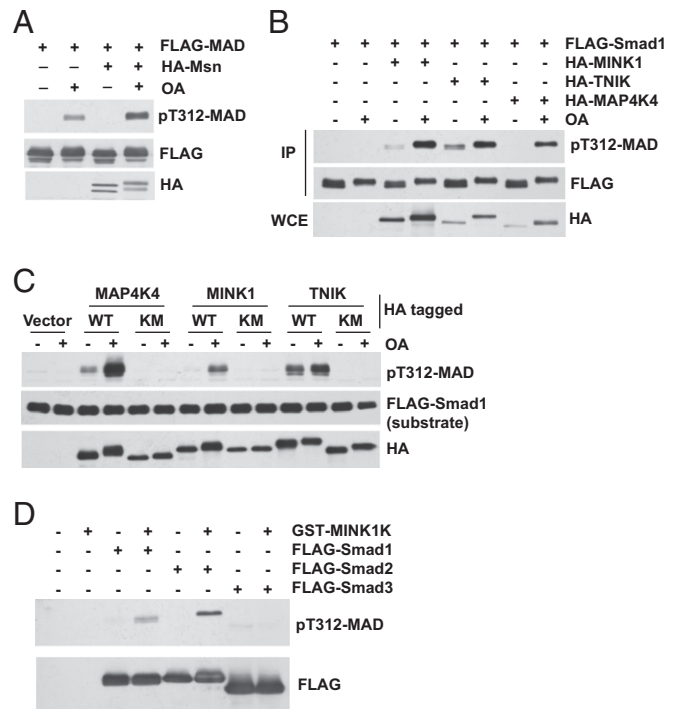 A
+ + + + FLAG-MAD
– – + + HA-Msn
– + – + OA
pT312-MAD
FLAG
HA
B
+ + + + + + + + FLAG-Smad1
- - + + - - - - HA-MINK1
- - - - + + - - HA-TNIK
- - - - - - + + HA-MAP4K4
- + - + - + - + OA
IP
pT312-MAD
FLAG
WCE
HA
C
MAP4K4 MINK1 TNIK
HA tagged
Vector WT KM WT KM WT KM
- + - + - + - + - + - + - + OA
pT312-MAD
FLAG-Smad1
(substrate)
HA
D
- + - + - + - + GST-MINK1K
- - + + - - - - FLAG-Smad1
- - - - + + - - FLAG-Smad2
- - - - - - + + FLAG-Smad3
pT312-MAD
FLAG